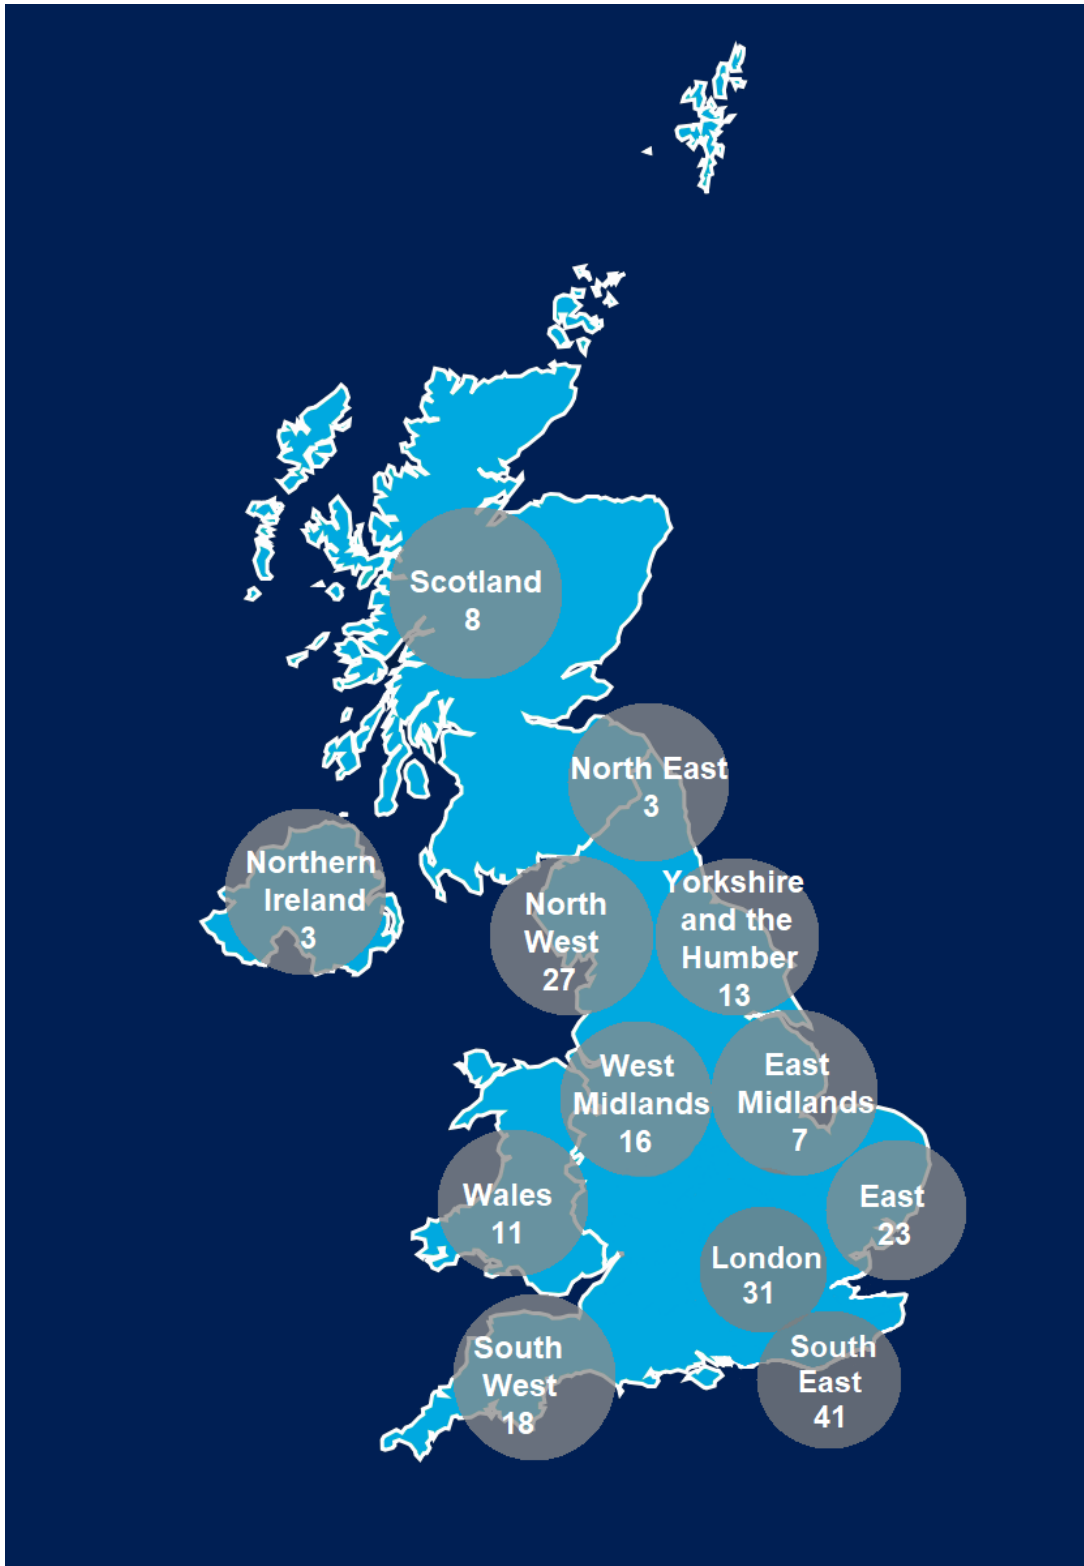 Scotland
8
North East
3
Northern
Ireland
3
North
West
27
Yorkshire
and the
Humber
13
West
Midlands
16
East
Midlands
7
Wales
11
East
23
London
31
South
West
18
South
East
41